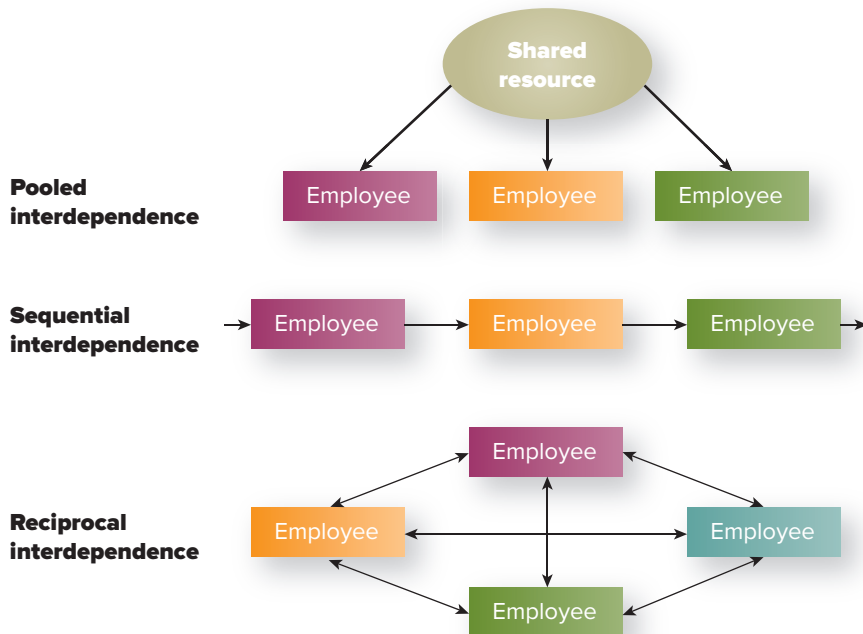 Shared
resource
Pooled
interdependence
Employee
Employee
Employee
Sequential
interdependence
Employee
Employee
Employee
Reciprocal
interdependence
Employee
Employee
Employee
Employee